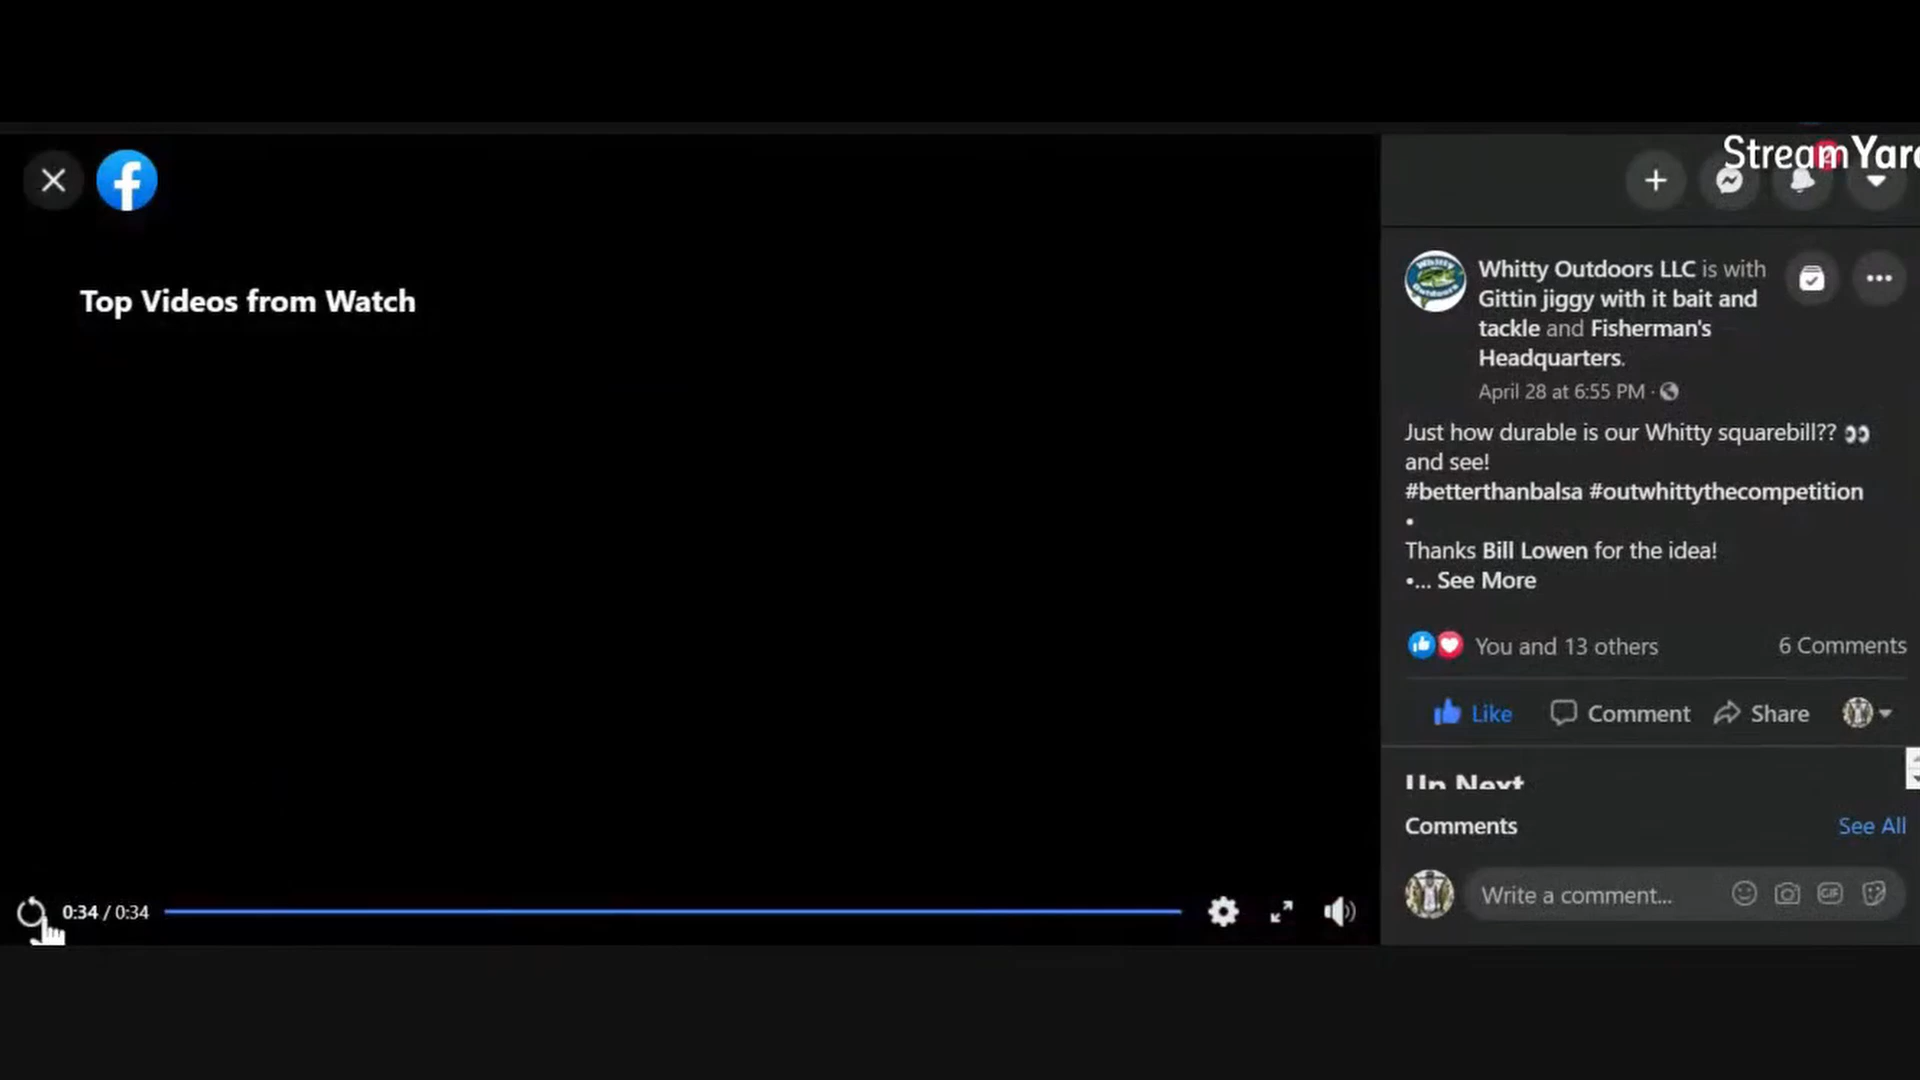 StreamYard
Top Videos from Watch
Whitty Outdoors LLC is with
Gittin jiggy with it bait and
tackle and Fisherman's
Headquarters.
April 28 at 6:55 PM ·
Just how durable is our Whitty squarebill?? 👀
and see!
#betterthanbalsa #outwhittythecompetition
•
Thanks Bill Lowen for the idea!
•... See More
You and 13 others 6 Comments
Like Comment Share
Up Next
Comments See All
Write a comment... GIF
0:34 / 0:34